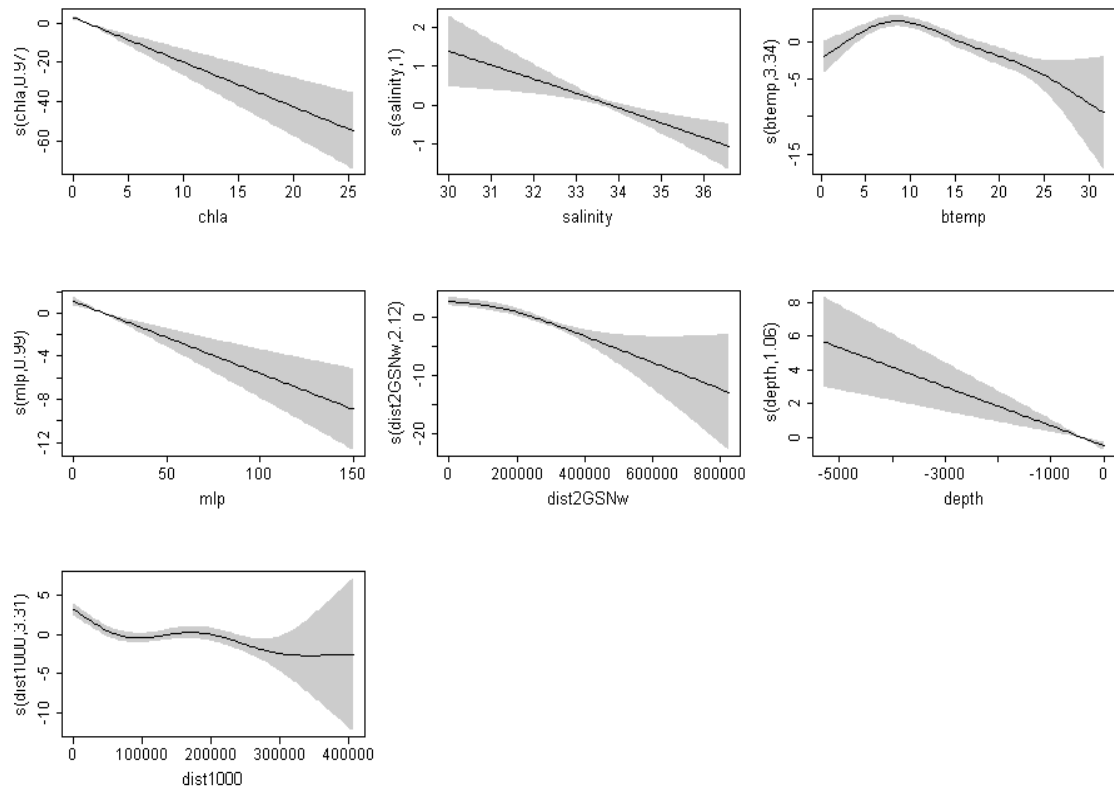 s(chla,0.97)
0
-20
-40
-60
0 5 10 15 20 25
chla
s(salinity,1)
2
1
0
-1
30 31 32 33 34 35 36
salinity
s(btemp,3.34)
0
-5
-15
0 5 10 15 20 25 30
btemp
s(mlp,0.99)
0
-4
-8
-12
0 50 100 150
mlp
s(dist2GSNw,2.12)
0
-10
-20
0 200000 400000 600000 800000
dist2GSNw
s(depth,1.06)
8
6
4
2
0
-5000 -3000 -1000 0
depth
s(dist1000,3.31)
5
0
-5
-10
0 100000 200000 300000 400000
dist1000